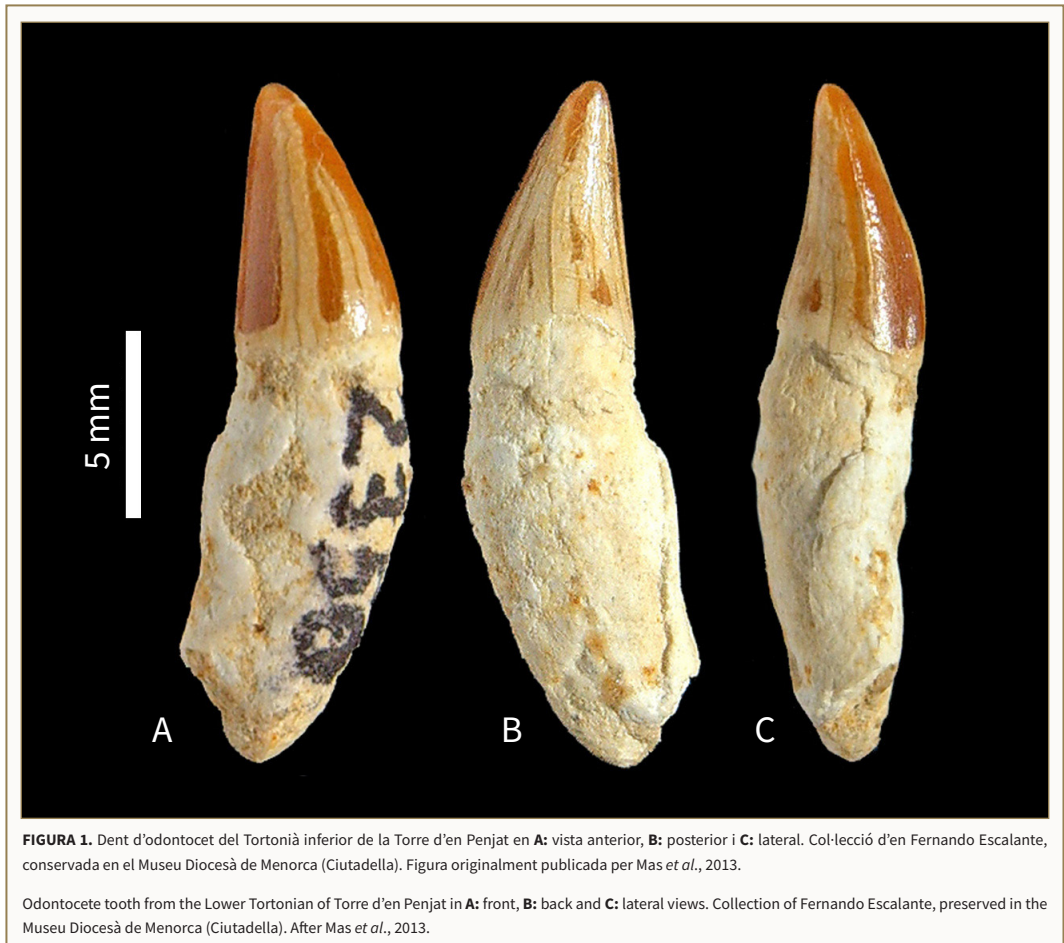 5 mm
A
B
C
FIGURA 1. Dent d'odontocet del Tortonià inferior de la Torre d'en Penjat en A: vista anterior, B: posterior i C: lateral. Col·lecció d'en Fernando Escalante,
conservada en el Museu Diocesà de Menorca (Ciutadella). Figura originalment publicada per Mas et al., 2013.
Odontocete tooth from the Lower Tortonian of Torre d'en Penjat in A: front, B: back and C: lateral views. Collection of Fernando Escalante, preserved in the
Museu Diocesà de Menorca (Ciutadella). After Mas et al., 2013.